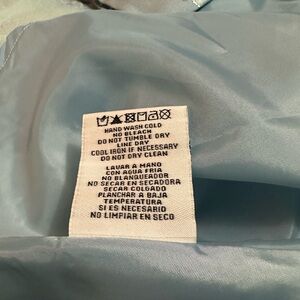 HAND WASH COLD
NO BLEACH
DO NOT TUMBLE DRY
LINE DRY
COOL IRON IF NECESSARY
DO NOT DRY CLEAN
LAVAR A MANO
CON AGUA FRIA
NO BLANQUEADOR
NO SECAR EN SECADORA
SECAR COLGADO
PLANCHAR A BAJA
TEMPERATURA
SI ES NECESARIO
NO LIMPIAR EN SECO